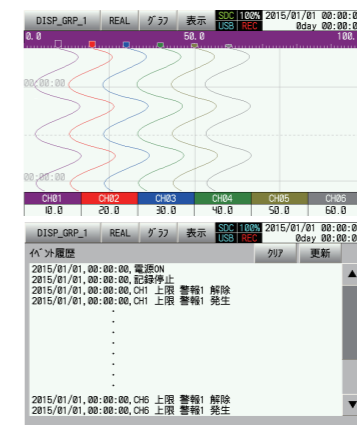 DISP_GRP_1 REAL グラフ 表示 SDC 100% USB REC 2015/01/01 00:00:0
0day 00:00:0
0.0 50.0 100.
00:00:00
00:00:00
CH01 CH02 CH03 CH04 CH05 CH06
10.0 20.0 30.0 40.0 50.0 60.0
DISP_GRP_1 REAL グラフ 表示 SDC 100% USB REC 2015/01/01 00:00:0
0day 00:00:0
イベント履歴 クリア 更新
2015/01/01,00:00:00,電源ON
2015/01/01,00:00:00,記録停止
2015/01/01,00:00:00,CH1 上限 警報1 解除
2015/01/01,00:00:00,CH1 上限 警報1 発生
2015/01/01,00:00:00,CH6 上限 警報1 解除
2015/01/01,00:00:00,CH6 上限 警報1 発生